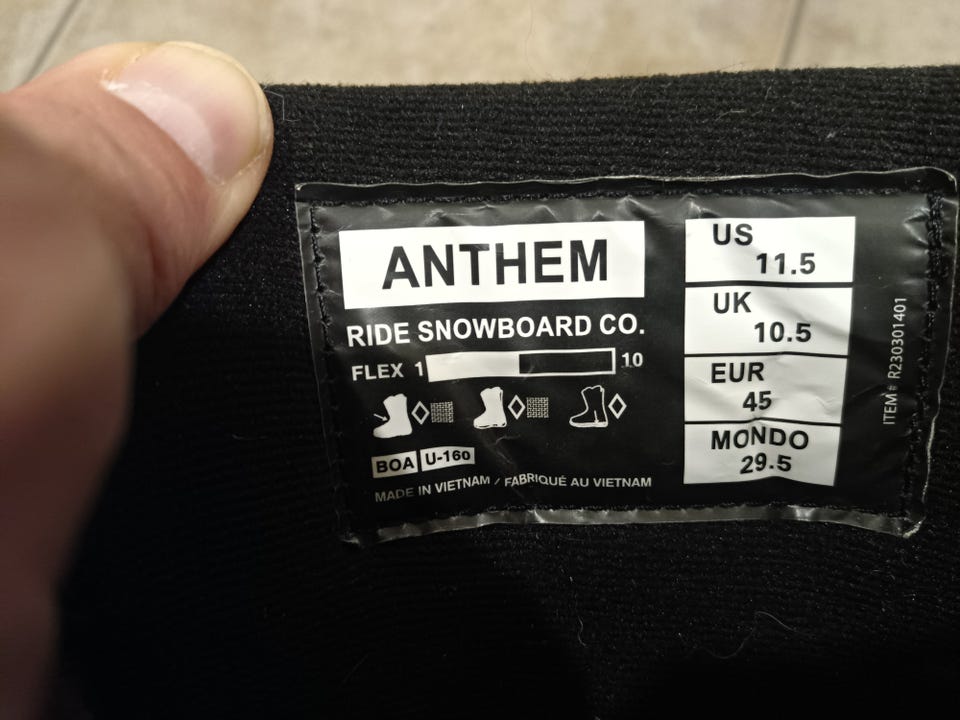 ANTHEM
RIDE SNOWBOARD CO.
FLEX 1 10
BOA U-160
MADE IN VIETNAM / FABRIQUÉ AU VIETNAM
US
11.5
UK
10.5
EUR
45
MONDO
29.5
ITEM# R230301401